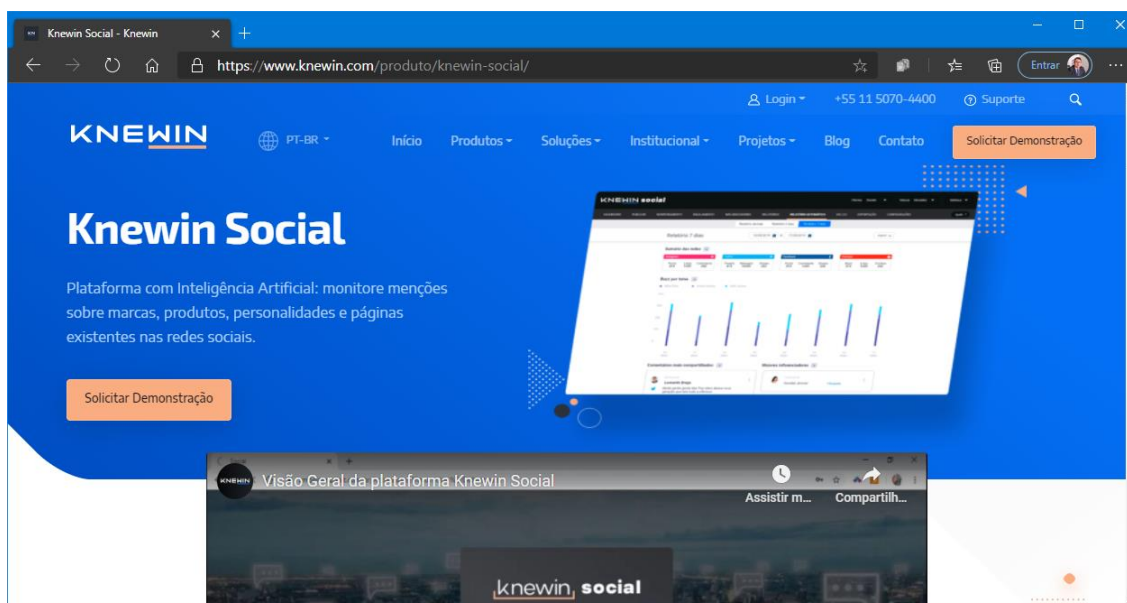 Knewin Social - Knewin
https://www.knewin.com/produto/knewin-social/
Entrar
Login
+55 11 5070-4400
Suporte
KNEWIN
PT-BR
Início
Produtos
Soluções
Institucional
Projetos
Blog
Contato
Solicitar Demonstração
KNEWIN social
Knewin Social
Plataforma com Inteligência Artificial: monitore menções
sobre marcas, produtos, personalidades e páginas
existentes nas redes sociais.
Solicitar Demonstração
KNEWIN
Visão Geral da plataforma Knewin Social
Assistir m...
Compartilh...
knewin social